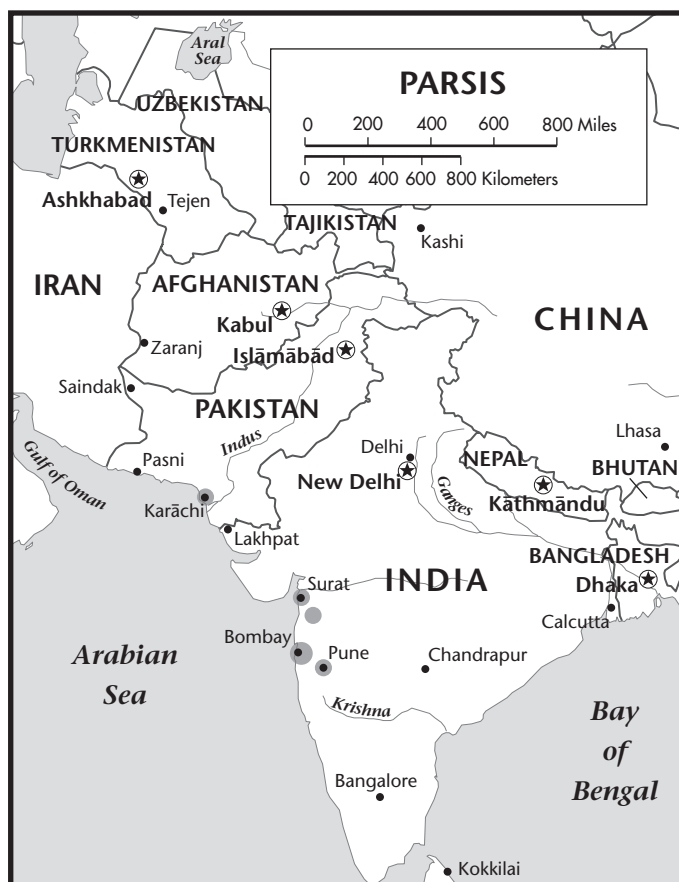 Aral
Sea
PARSIS
0 200 400 600 800 Miles
0 200 400 600 800 Kilometers
UZBEKISTAN
TURKMENISTAN
Ashkhabad
Tejen
TAJIKISTAN
Kashi
IRAN
AFGHANISTAN
Kabul
CHINA
Zaranj
Islāmābād
Saindak
PAKISTAN
Indus
Delhi
Lhasa
Gulf of Oman
Pasni
New Delhi
Ganges
NEPAL
BHUTAN
Karāchi
Kāthmāndu
Lakhpat
BANGLADESH
Dhaka
Surat
INDIA
Calcutta
Bombay
Pune
Chandrapur
Arabian
Sea
Krishna
Bay
of
Bengal
Bangalore
Kokkilai